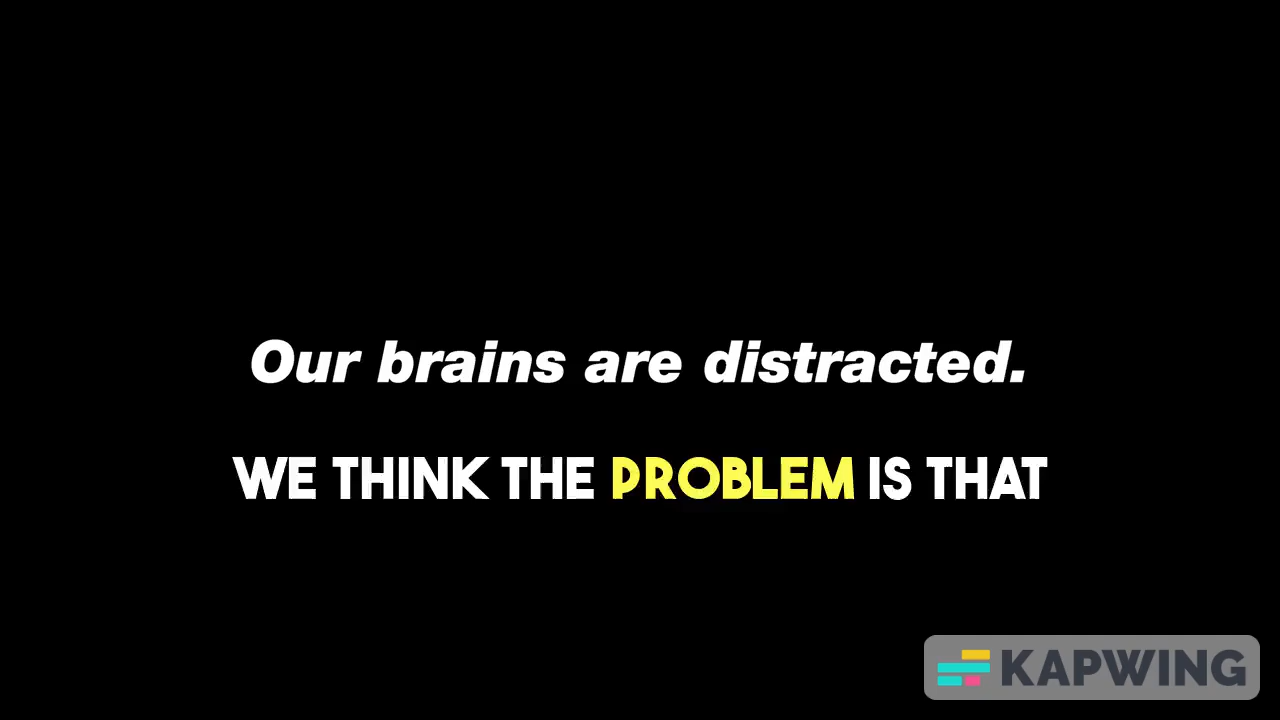 Our brains are distracted.
WE THINK THE PROBLEM IS THAT
KAPWING